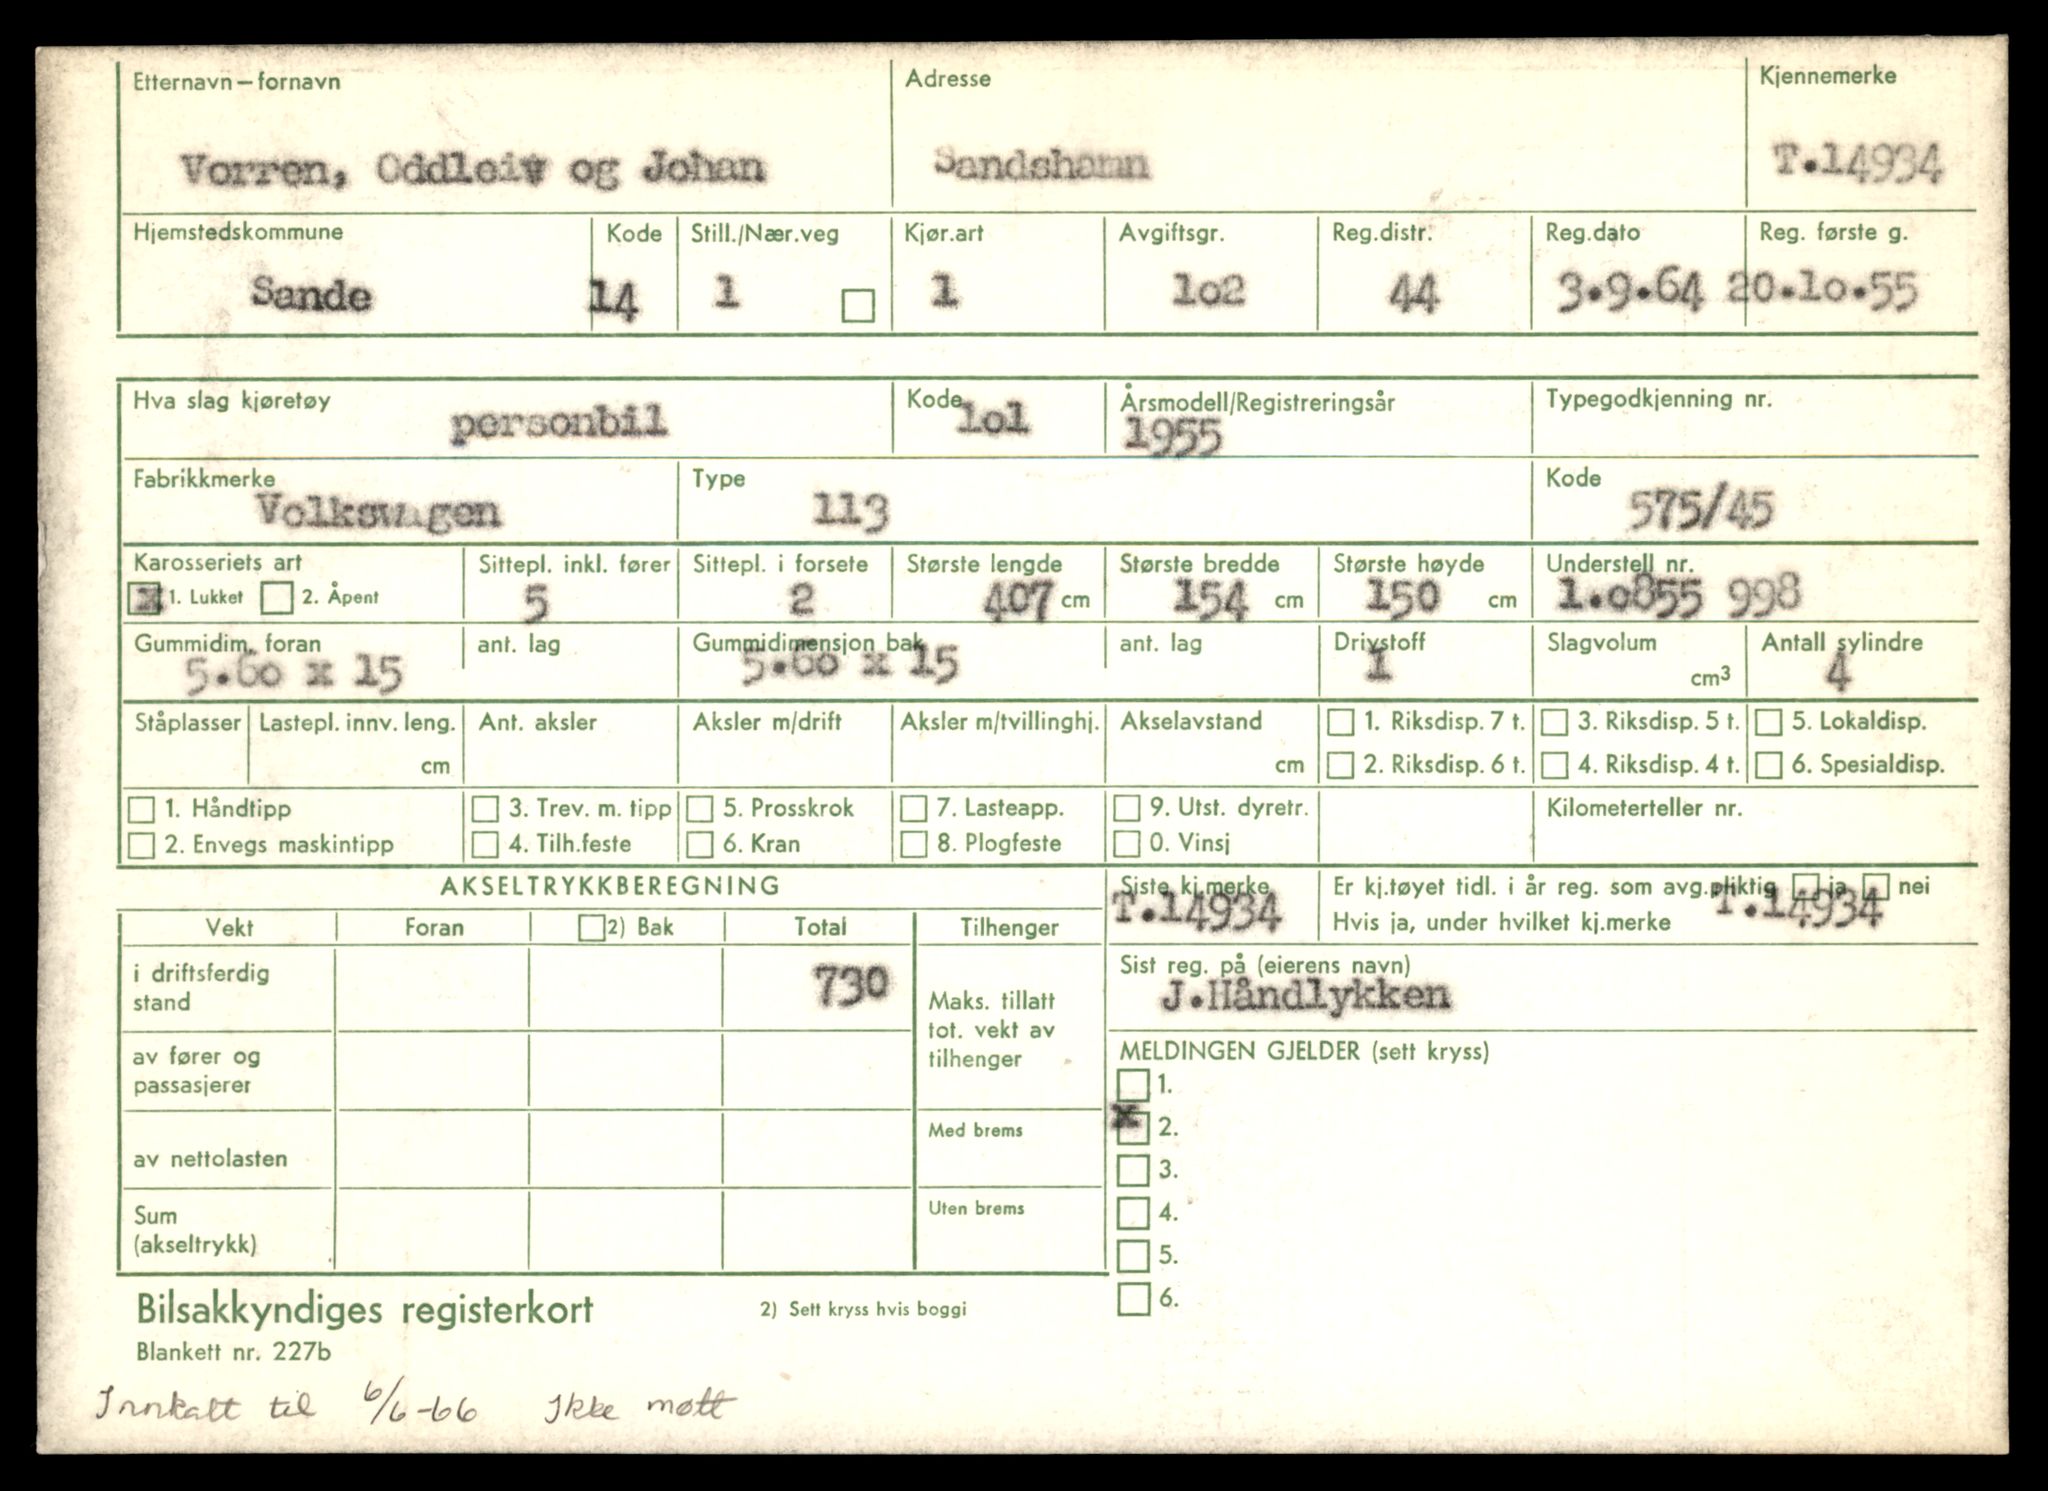 Etternavn – fornavn Adresse Kjennemerke
Vorren, Oddleiv og Johan Sandshamn T.14934
Hjemstedskommune Kode Still./Nær.veg Kjør.art Avgiftsgr. Reg.distr. Reg.dato Reg. første g.
Sande 14 1 1 1o2 44 3.9.64 20.1o.55
Hva slag kjøretøy Kode Årsmodell/Registreringsår Typegodkjenning nr.
personbil 1o1 1955
Fabrikkmerke Type Kode
Volkswagen 113 575/45
Karosseriets art Sittepl. inkl. fører Sittepl. i forsete Største lengde Største bredde Største høyde Understell nr.
x 1. Lukket 2. Åpent 5 2 407 cm 154 cm 150 cm 1.o855 998
Gummidim. foran ant. lag Gummidimensjon bak ant. lag Drivstoff Slagvolum Antall sylindre
5.6o x 15 5.6o x 15 1 cm3 4
Ståplasser Lastepl. innv. leng. Ant. aksler Aksler m/drift Aksler m/tvillinghj. Akselavstand 1. Riksdisp. 7 t. 3. Riksdisp. 5 t. 5. Lokaldisp.
cm cm 2. Riksdisp. 6 t. 4. Riksdisp. 4 t. 6. Spesialdisp.
1. Håndtipp 3. Trev. m. tipp 5. Prosskrok 7. Lasteapp. 9. Utst. dyretr. Kilometerteller nr.
2. Envegs maskintipp 4. Tilh.feste 6. Kran 8. Plogfeste 0. Vinsj
AKSELTRYKKBEREGNING Siste kj.merke Er kj.tøyet tidl. i år reg. som avg.pliktig ja nei
T.14934 T.14934
Vekt Foran 2) Bak Total Tilhenger Hvis ja, under hvilket kj.merke
i driftsferdig
stand 730
Sist reg. på (eierens navn)
J.Håndlykken
Maks. tillatt
tot. vekt av
tilhenger
av fører og
passasjerer
MELDINGEN GJELDER (sett kryss)
1.
x 2.
3.
4.
5.
6.
av nettolasten Med brems
Sum
(akseltrykk) Uten brems
Bilsakkyndiges registerkort 2) Sett kryss hvis boggi
Blankett nr. 227b
Innkalt til 6/6-66 Ikke møtt